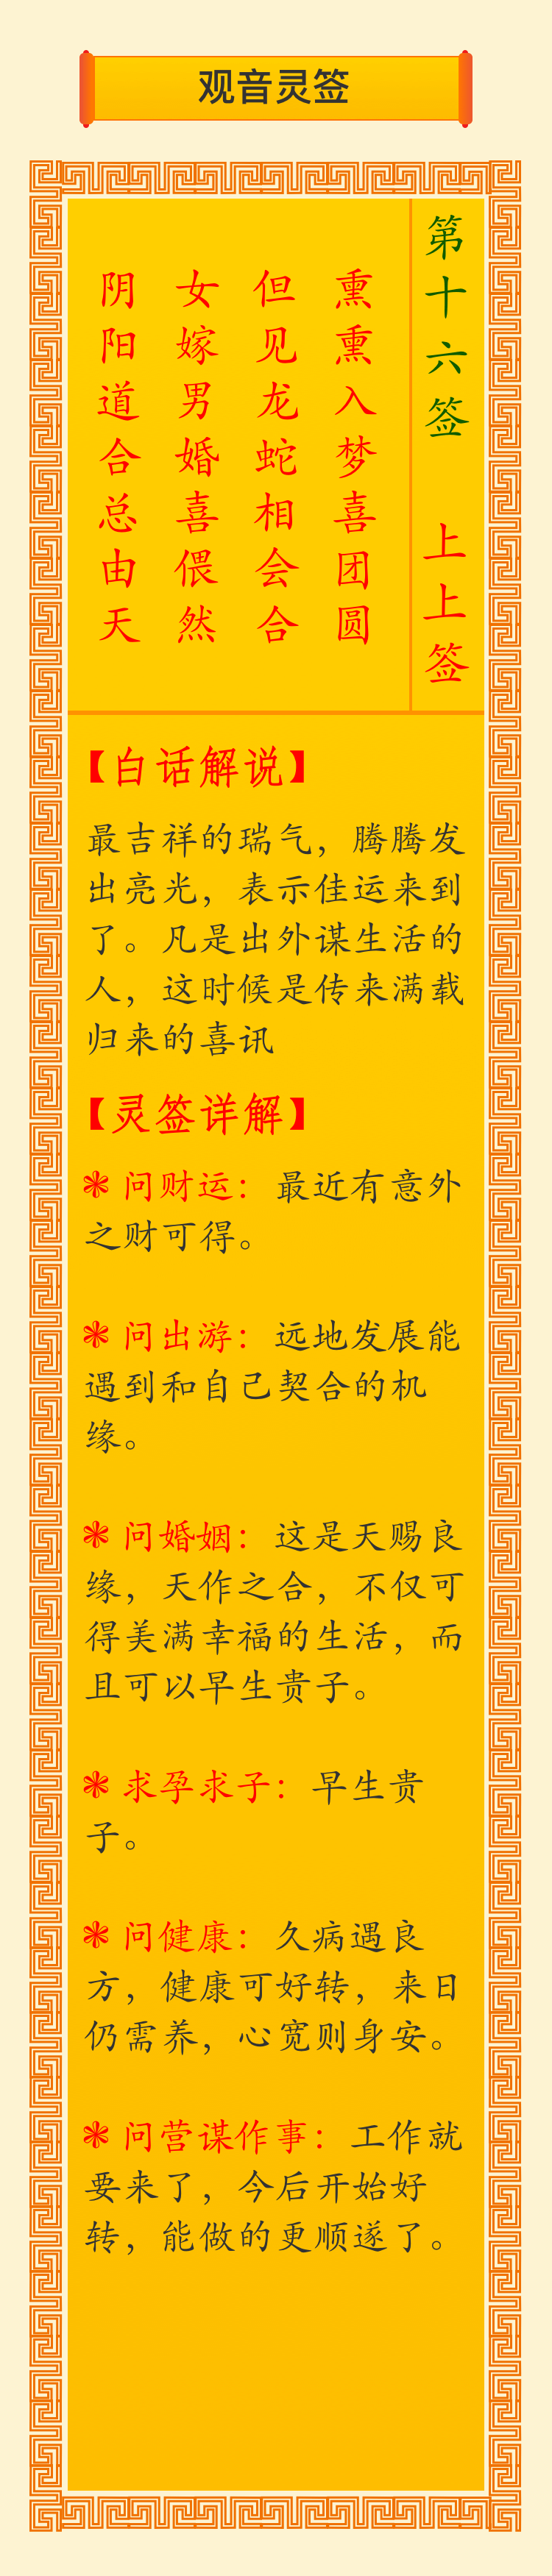 观音灵签
第十六签 上上签
熏熏入梦喜团圆
但见龙蛇相会合
女嫁男婚喜偎然
阴阳道合总由天
【白话解说】
最吉祥的瑞气，腾腾发
出亮光，表示佳运来到
了。凡是出外谋生活的
人，这时候是传来满载
归来的喜讯
【灵签详解】
❃ 问财运：最近有意外
之财可得。
❃ 问出游：远地发展能
遇到和自己契合的机
缘。
❃ 问婚姻：这是天赐良
缘，天作之合，不仅可
得美满幸福的生活，而
且可以早生贵子。
❃ 求孕求子：早生贵
子。
❃ 问健康：久病遇良
方，健康可好转，来日
仍需养，心宽则身安。
❃ 问营谋作事：工作就
要来了，今后开始好
转，能做的更顺遂了。